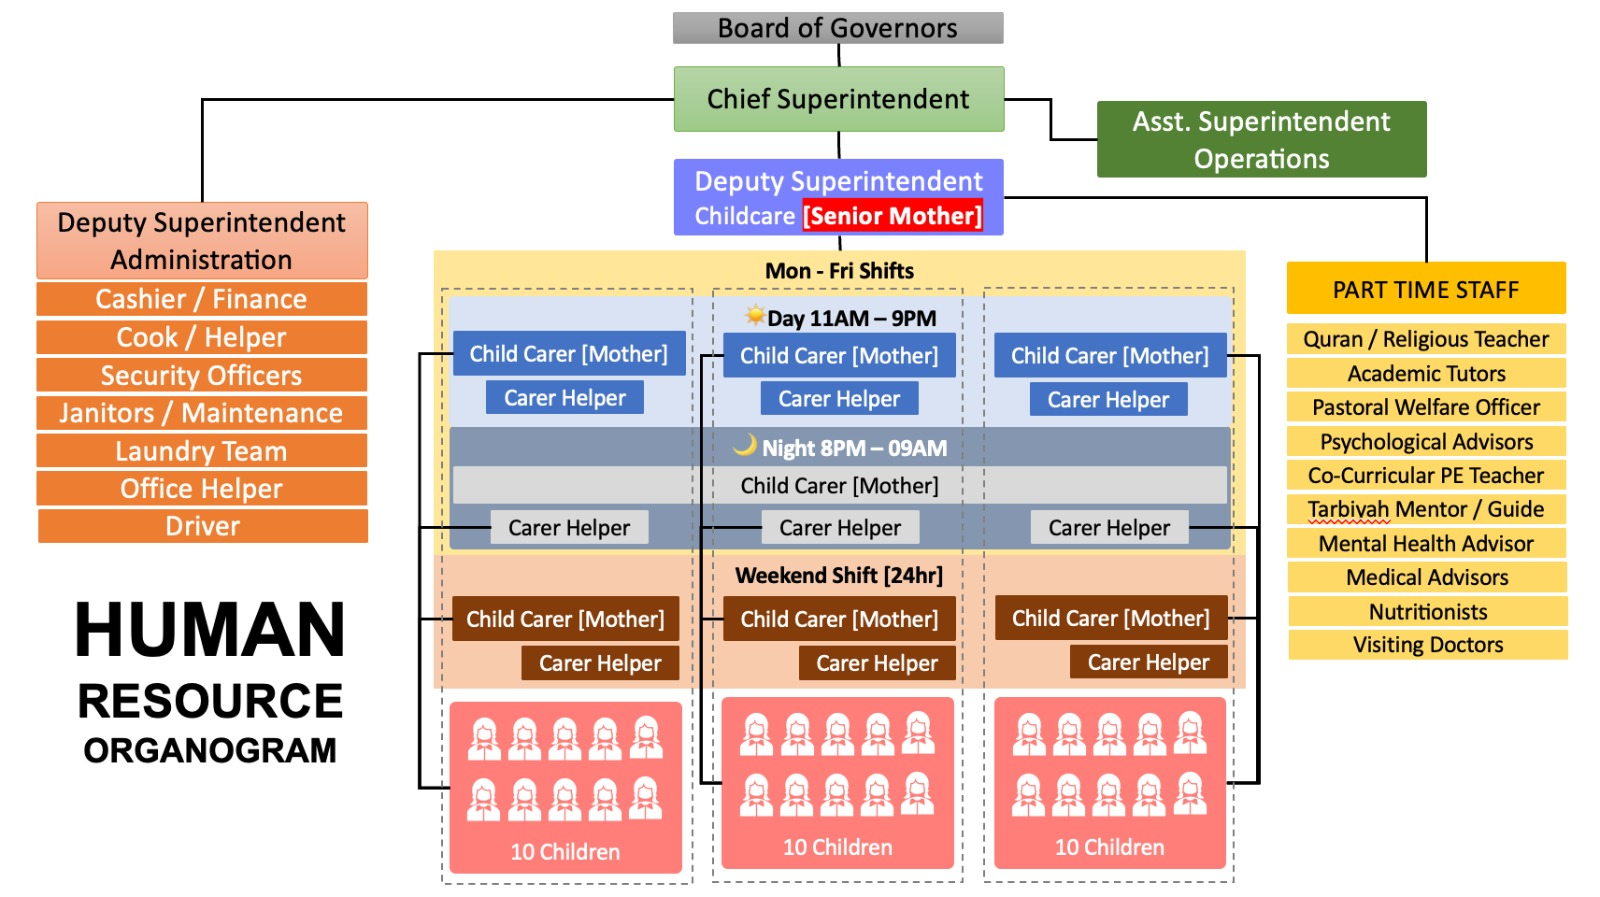 Board of Governors
Chief Superintendent
Asst. Superintendent
Operations
Deputy Superintendent
Childcare [Senior Mother]
Deputy Superintendent
Administration
Cashier / Finance
Cook / Helper
Security Officers
Janitors / Maintenance
Laundry Team
Office Helper
Driver
Mon - Fri Shifts
Day 11AM – 9PM
Child Carer [Mother]
Child Carer [Mother]
Child Carer [Mother]
Carer Helper
Carer Helper
Carer Helper
Night 8PM – 09AM
Child Carer [Mother]
Carer Helper
Carer Helper
Carer Helper
Weekend Shift [24hr]
Child Carer [Mother]
Child Carer [Mother]
Child Carer [Mother]
Carer Helper
Carer Helper
Carer Helper
10 Children
10 Children
10 Children
PART TIME STAFF
Quran / Religious Teacher
Academic Tutors
Pastoral Welfare Officer
Psychological Advisors
Co-Curricular PE Teacher
Tarbiyah Mentor / Guide
Mental Health Advisor
Medical Advisors
Nutritionists
Visiting Doctors
HUMAN
RESOURCE
ORGANOGRAM